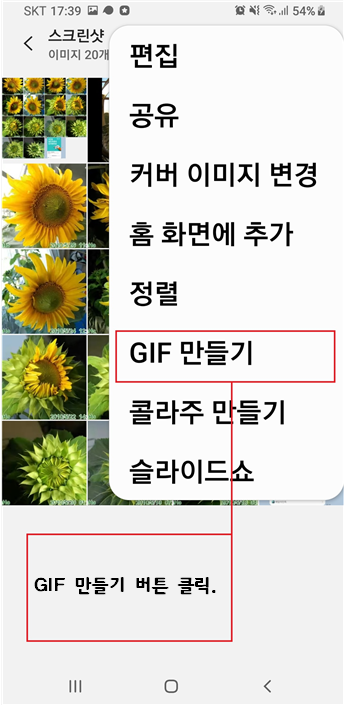 SKT 17:39
54%
스크린샷
이미지 20개
편집
공유
커버 이미지 변경
홈 화면에 추가
정렬
GIF 만들기
콜라주 만들기
슬라이드쇼
GIF 만들기 버튼 클릭.